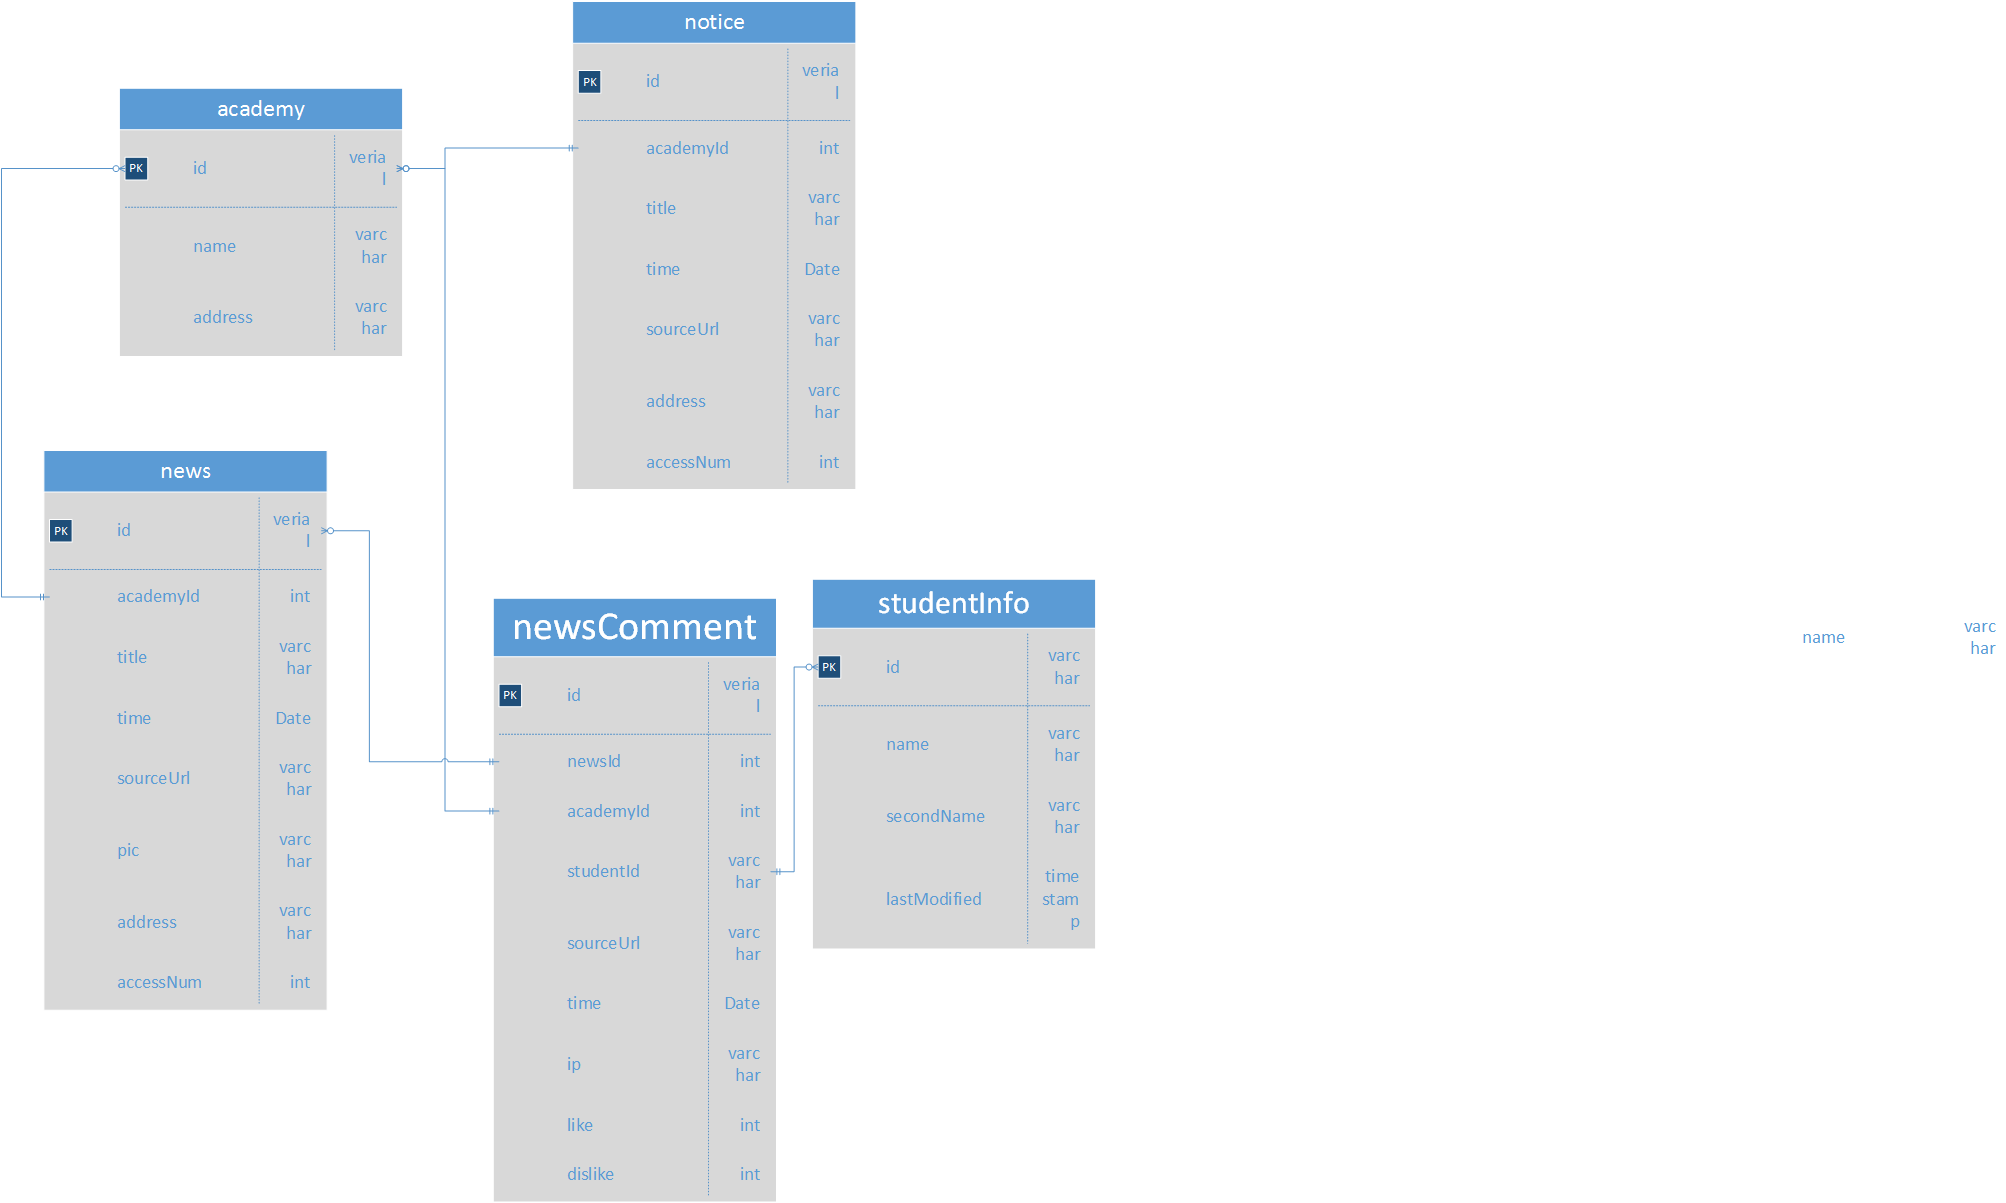 notice
PK id veria
l
academyId int
title varc
har
time Date
sourceUrl varc
har
address varc
har
accessNum int
academy
PK id veria
l
name varc
har
address varc
har
news
PK id veria
l
academyId int
title varc
har
time Date
sourceUrl varc
har
pic varc
har
address varc
har
accessNum int
newsComment
PK id veria
l
newsId int
academyId int
studentId varc
har
sourceUrl varc
har
time Date
ip varc
har
like int
dislike int
studentInfo
PK id varc
har
name varc
har
secondName varc
har
lastModified time
stam
p
name varc
har